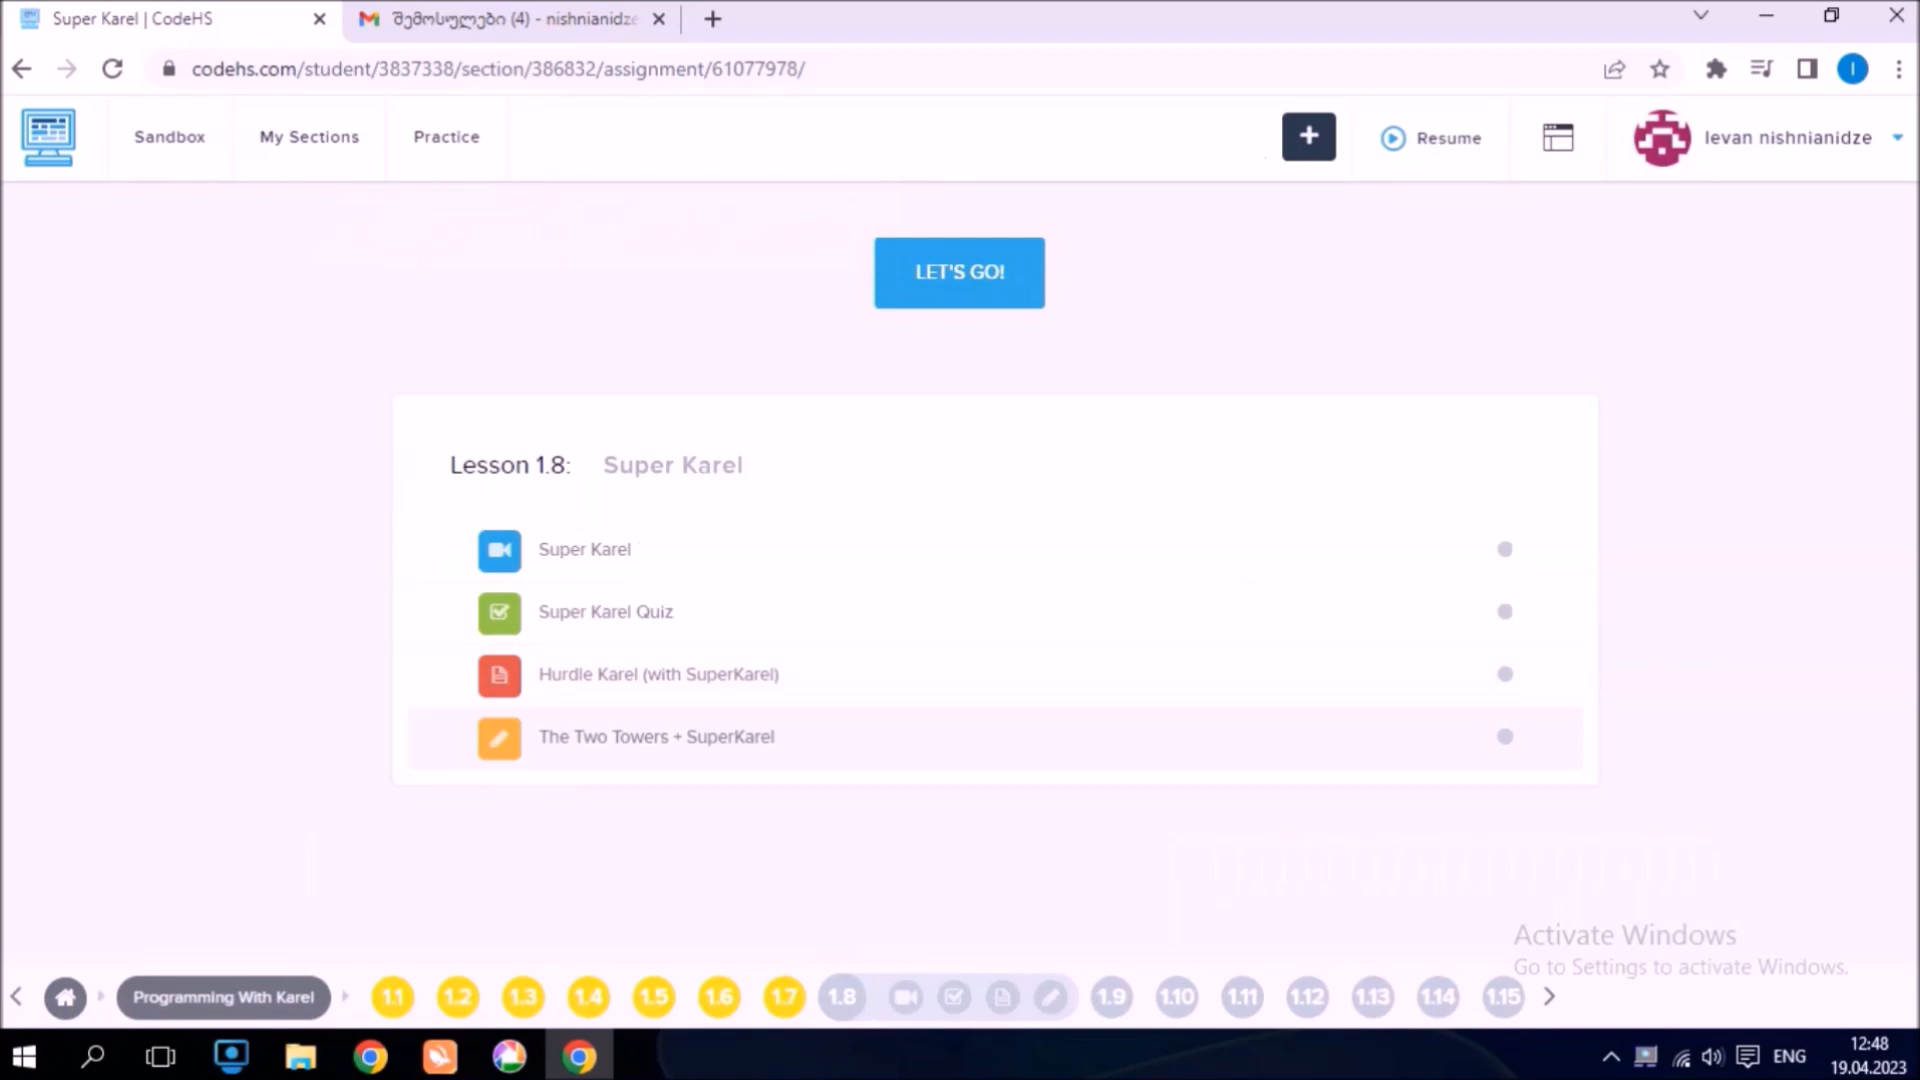 Super Karel | CodeHS
შემოსულები (4) - nishnianidze
codehs.com/student/3837338/section/386832/assignment/61077978/
I
Sandbox
My Sections
Practice
+
Resume
levan nishnianidze
LET'S GO!
Lesson 1.8: Super Karel
Super Karel
Super Karel Quiz
Hurdle Karel (with SuperKarel)
The Two Towers + SuperKarel
Activate Windows
Go to Settings to activate Windows.
Programming With Karel
1.1
1.2
1.3
1.4
1.5
1.6
1.7
1.8
1.9
1.10
1.11
1.12
1.13
1.14
1.15
ENG
12:48
19.04.2023